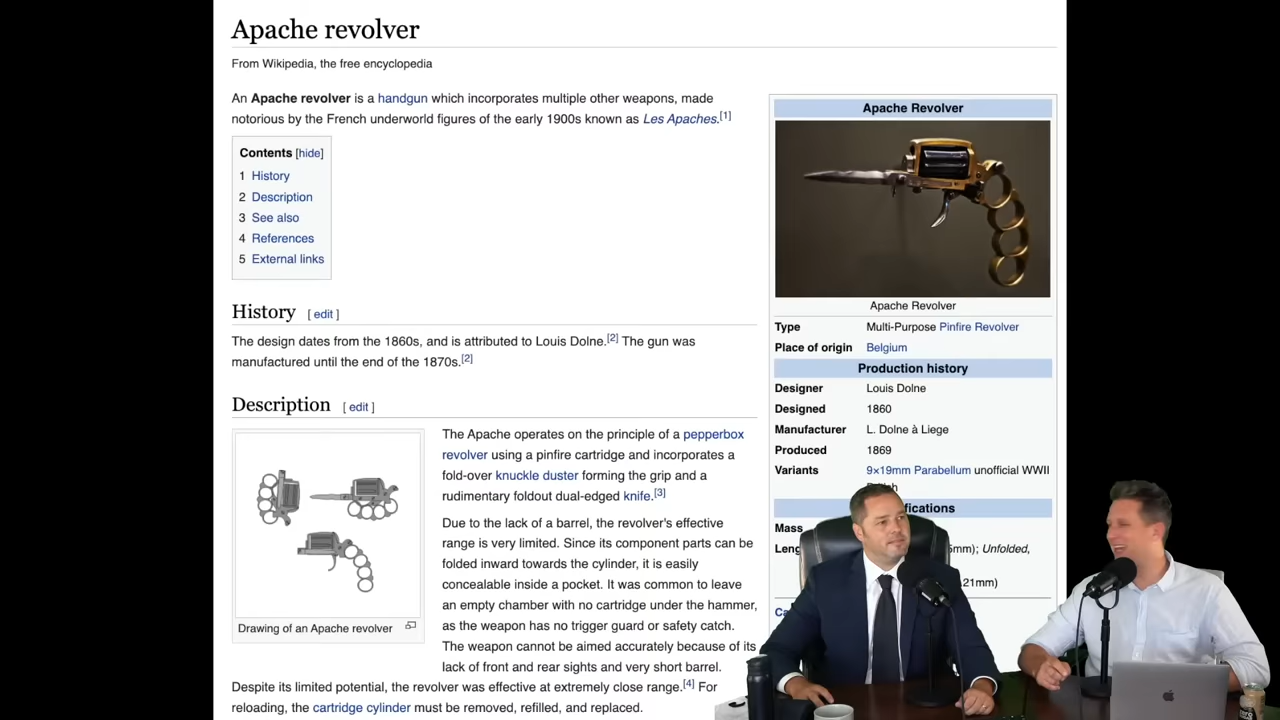 Apache revolver
From Wikipedia, the free encyclopedia
An Apache revolver is a handgun which incorporates multiple other weapons, made
notorious by the French underworld figures of the early 1900s known as Les Apaches.[1]
Contents [hide]
1 History
2 Description
3 See also
4 References
5 External links
History [ edit ]
The design dates from the 1860s, and is attributed to Louis Dolne.[2] The gun was
manufactured until the end of the 1870s.[2]
Description [ edit ]
Drawing of an Apache revolver
The Apache operates on the principle of a pepperbox
revolver using a pinfire cartridge and incorporates a
fold-over knuckle duster forming the grip and a
rudimentary foldout dual-edged knife.[3]
Due to the lack of a barrel, the revolver's effective
range is very limited. Since its component parts can be
folded inward towards the cylinder, it is easily
concealable inside a pocket. It was common to leave
an empty chamber with no cartridge under the hammer,
as the weapon has no trigger guard or safety catch.
The weapon cannot be aimed accurately because of its
lack of front and rear sights and very short barrel.
Despite its limited potential, the revolver was effective at extremely close range.[4] For
reloading, the cartridge cylinder must be removed, refilled, and replaced.
Apache Revolver
Apache Revolver
Type Multi-Purpose Pinfire Revolver
Place of origin Belgium
Production history
Designer Louis Dolne
Designed 1860
Manufacturer L. Dolne à Liege
Produced 1869
Variants 9×19mm Parabellum unofficial WWII
Mass
Unfolded,
21mm)